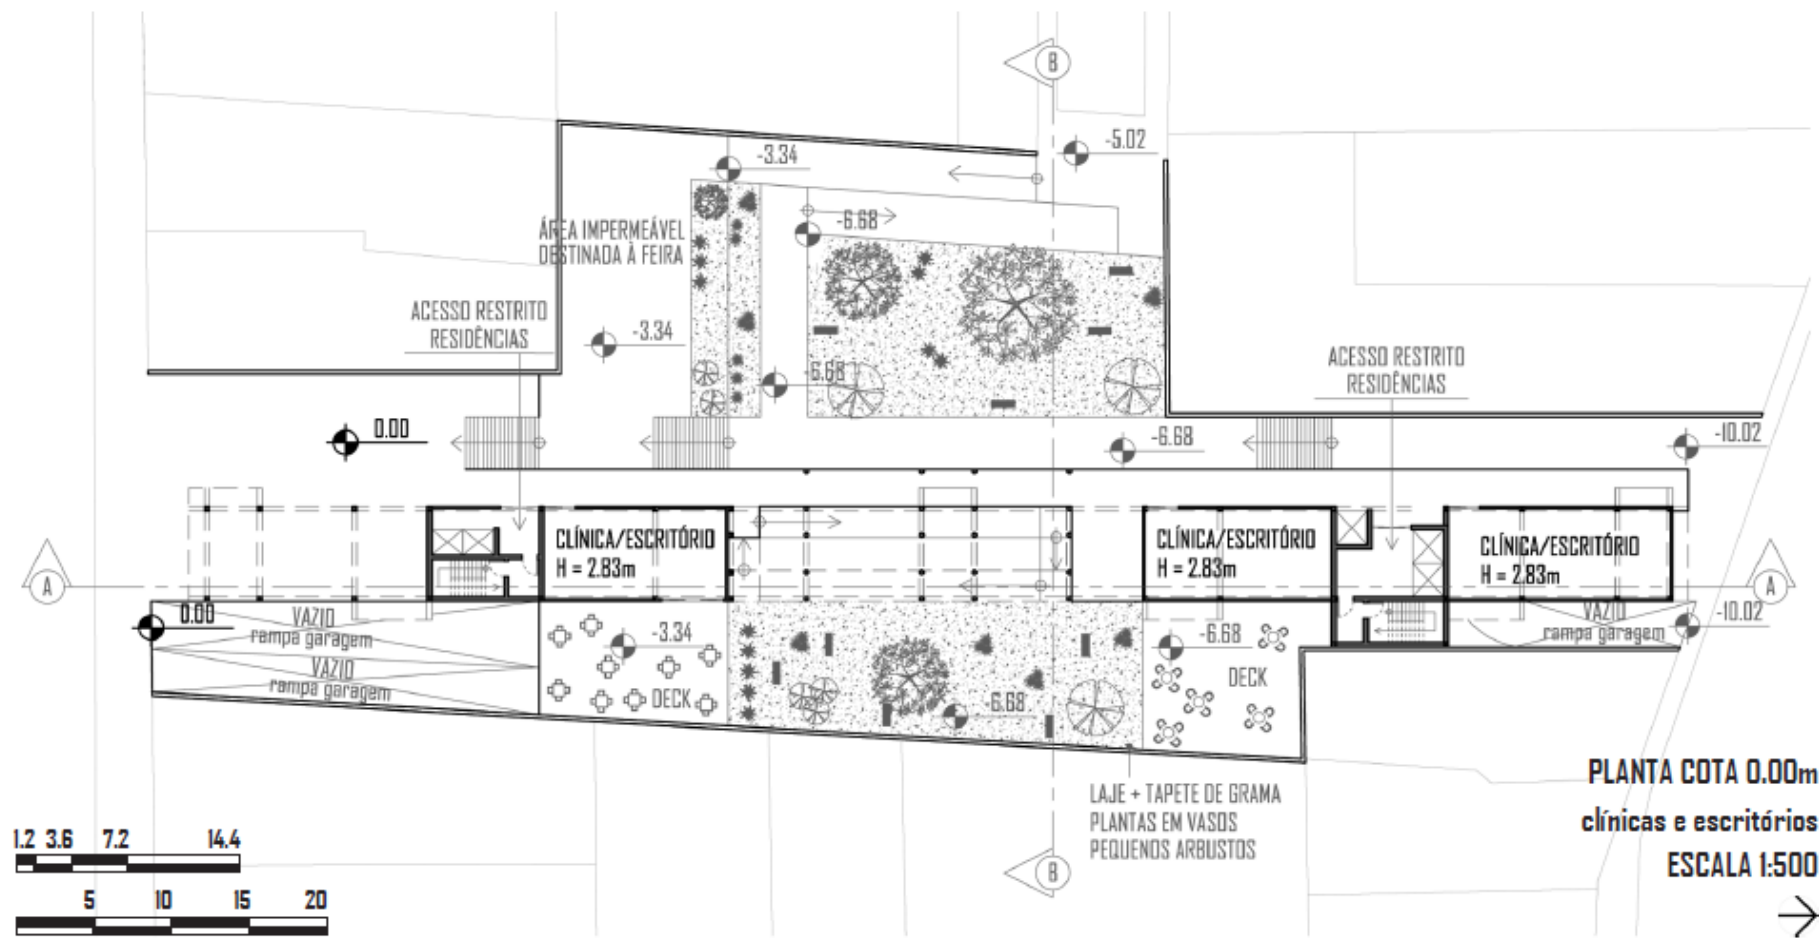 B
-5.02
-3.34
-6.68
ÁREA IMPERMEÁVEL
DESTINADA À FEIRA
ACESSO RESTRITO
RESIDÊNCIAS
-3.34
-6.68
ACESSO RESTRITO
RESIDÊNCIAS
0.00
-6.68
-10.02
CLÍNICA/ESCRITÓRIO
H = 2.83m
CLÍNICA/ESCRITÓRIO
H = 2.83m
CLÍNICA/ESCRITÓRIO
H = 2.83m
A
A
0.00
VAZIO
rampa garagem
VAZIO
rampa garagem
-3.34
DECK
-6.68
-6.68
DECK
VAZIO
rampa garagem
-10.02
LAJE + TAPETE DE GRAMA
PLANTAS EM VASOS
PEQUENOS ARBUSTOS
B
PLANTA COTA 0.00m
clínicas e escritórios
ESCALA 1:500
1.2 3.6 7.2 14.4
5 10 15 20